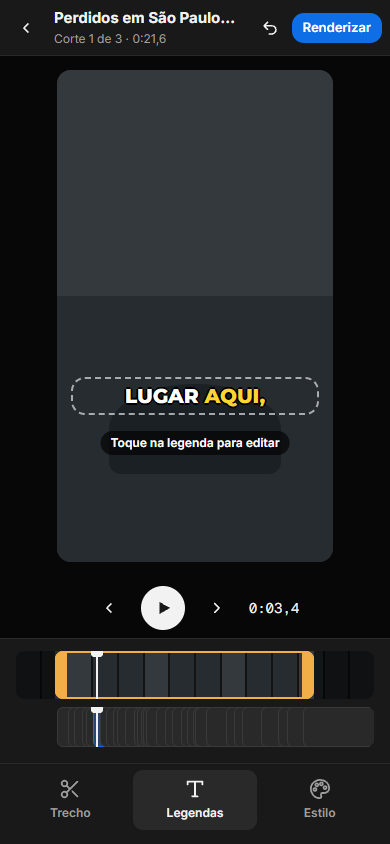 Perdidos em São Paulo...
Corte 1 de 3 · 0:21,6
Renderizar
LUGAR AQUI,
Toque na legenda para editar
0:03,4
Trecho
Legendas
Estilo